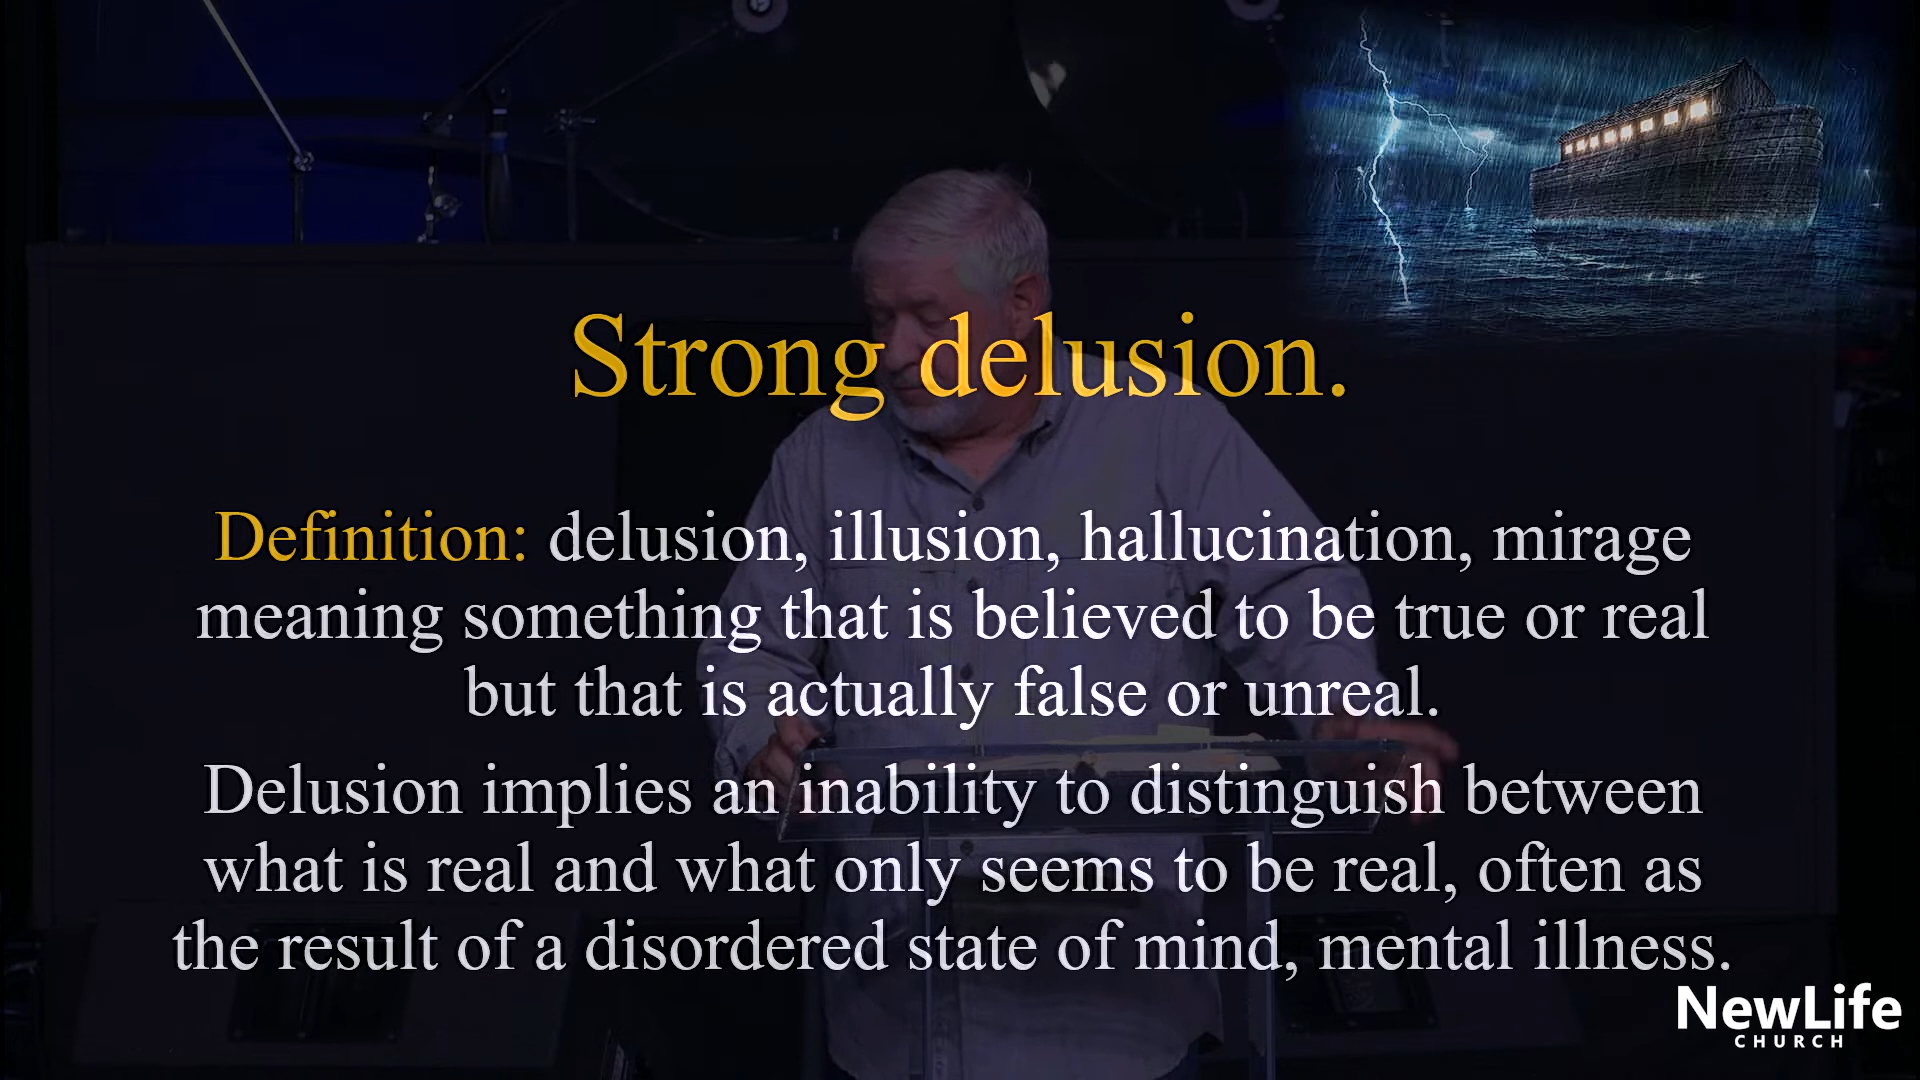 Strong delusion.
Definition: delusion, illusion, hallucination, mirage
meaning something that is believed to be true or real
but that is actually false or unreal.
Delusion implies an inability to distinguish between
what is real and what only seems to be real, often as
the result of a disordered state of mind, mental illness.
NewLife
CHURCH